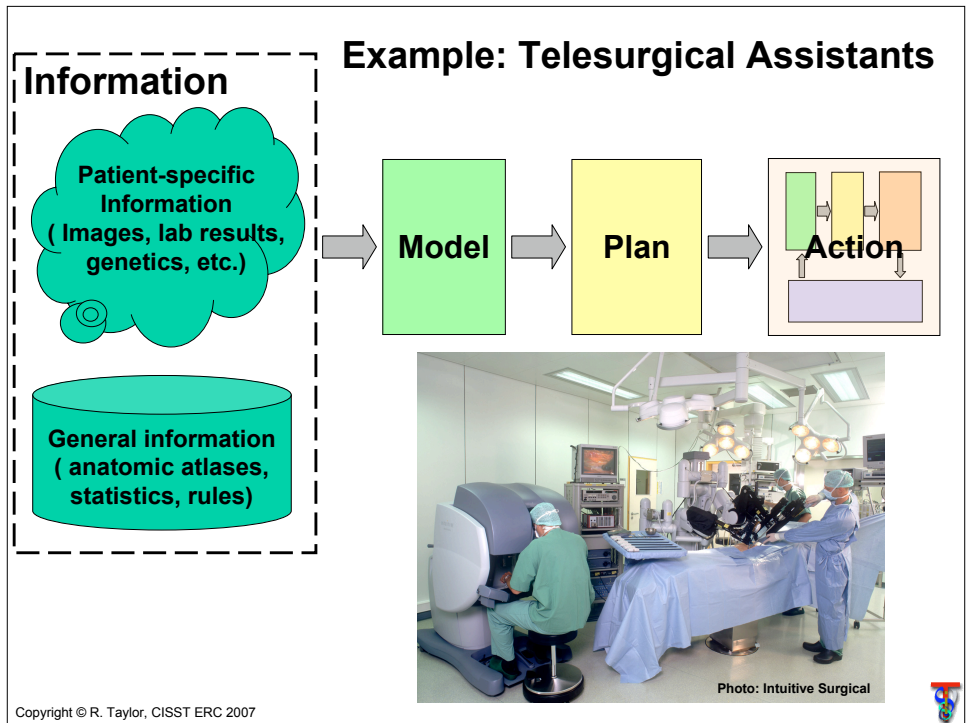 Example: Telesurgical Assistants
Information
Patient-specific
Information
( Images, lab results,
genetics, etc.)
General information
( anatomic atlases,
statistics, rules)
Model
Plan
Action
Photo: Intuitive Surgical
Copyright © R. Taylor, CISST ERC 2007